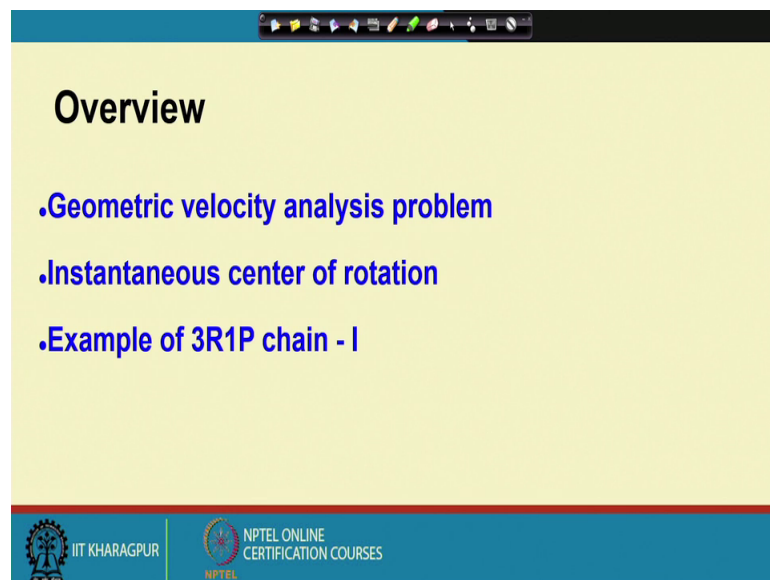 Overview
•Geometric velocity analysis problem
•Instantaneous center of rotation
•Example of 3R1P chain - I
IIT KHARAGPUR
NPTEL ONLINE
CERTIFICATION COURSES
NPTEL